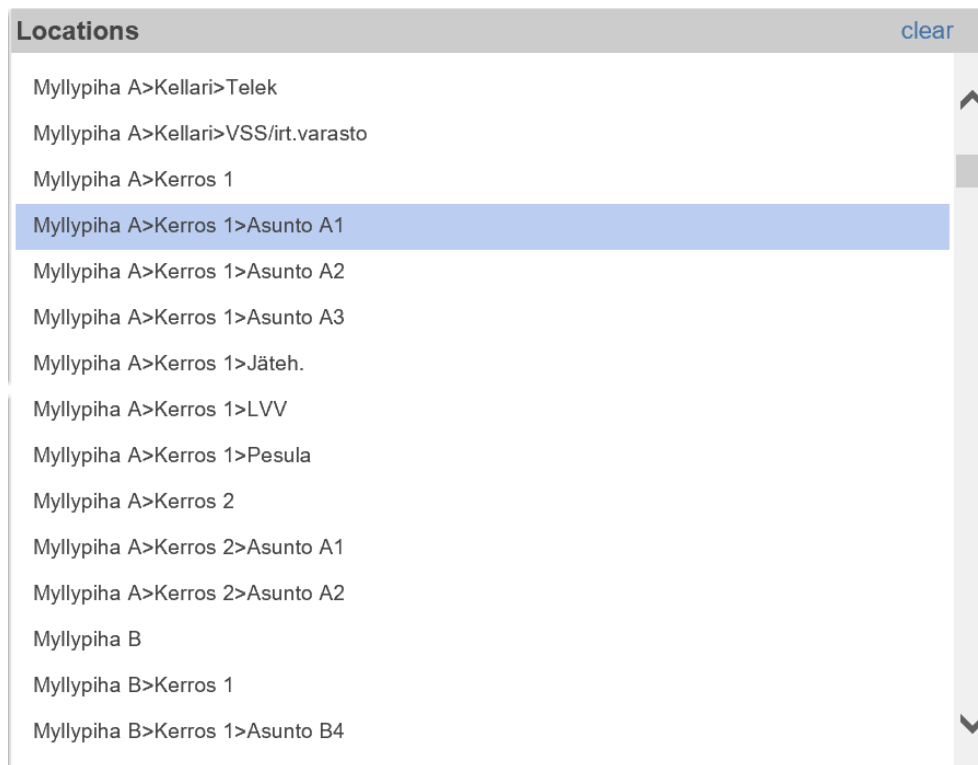 Locations clear
Myllypiha A>Kellari>Telek
Myllypiha A>Kellari>VSS/irt.varasto
Myllypiha A>Kerros 1
Myllypiha A>Kerros 1>Asunto A1
Myllypiha A>Kerros 1>Asunto A2
Myllypiha A>Kerros 1>Asunto A3
Myllypiha A>Kerros 1>Jäteh.
Myllypiha A>Kerros 1>LVV
Myllypiha A>Kerros 1>Pesula
Myllypiha A>Kerros 2
Myllypiha A>Kerros 2>Asunto A1
Myllypiha A>Kerros 2>Asunto A2
Myllypiha B
Myllypiha B>Kerros 1
Myllypiha B>Kerros 1>Asunto B4